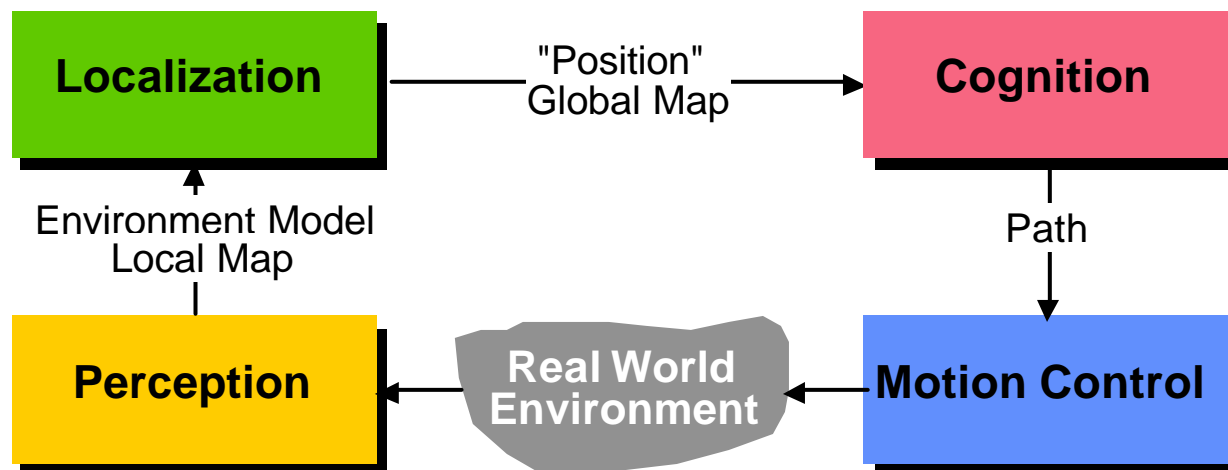 Localization
"Position"
Global Map
Cognition
Environment Model
Local Map
Path
Perception
Real World
Environment
Motion Control